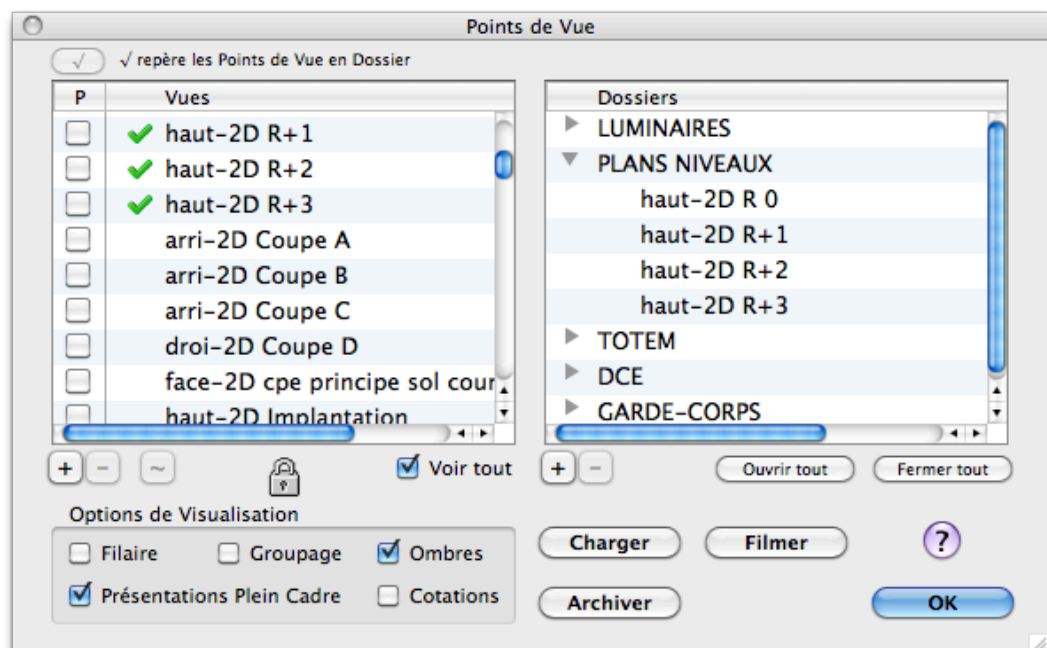 Points de Vue
√ √ repère les Points de Vue en Dossier
P Vues
haut-2D R+1
haut-2D R+2
haut-2D R+3
arri-2D Coupe A
arri-2D Coupe B
arri-2D Coupe C
droi-2D Coupe D
face-2D cpe principe sol cour
haut-2D Implantation
Dossiers
LUMINAIRES
PLANS NIVEAUX
haut-2D R 0
haut-2D R+1
haut-2D R+2
haut-2D R+3
TOTEM
DCE
GARDE-CORPS
+ - ~ Voir tout
+ - Ouvrir tout Fermer tout
Options de Visualisation
Filaire Groupage Ombres
Présentations Plein Cadre Cotations
Charger Filmer ?
Archiver OK